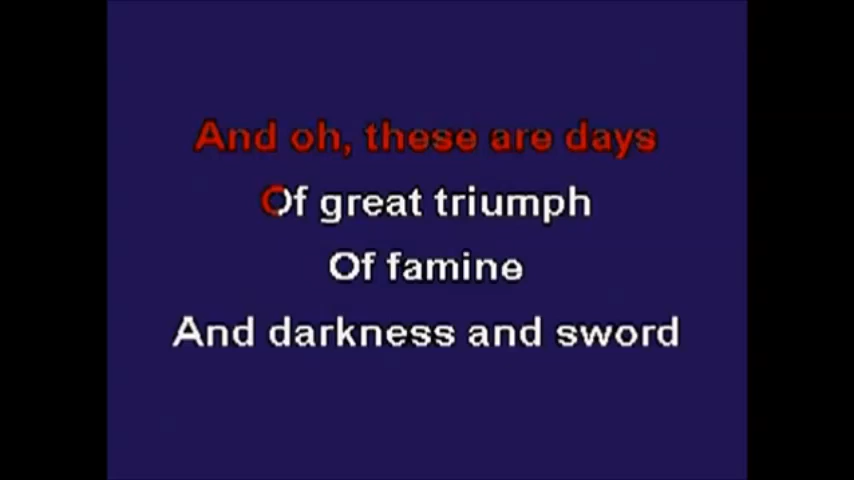 And oh, these are days
Of great triumph
Of famine
And darkness and sword